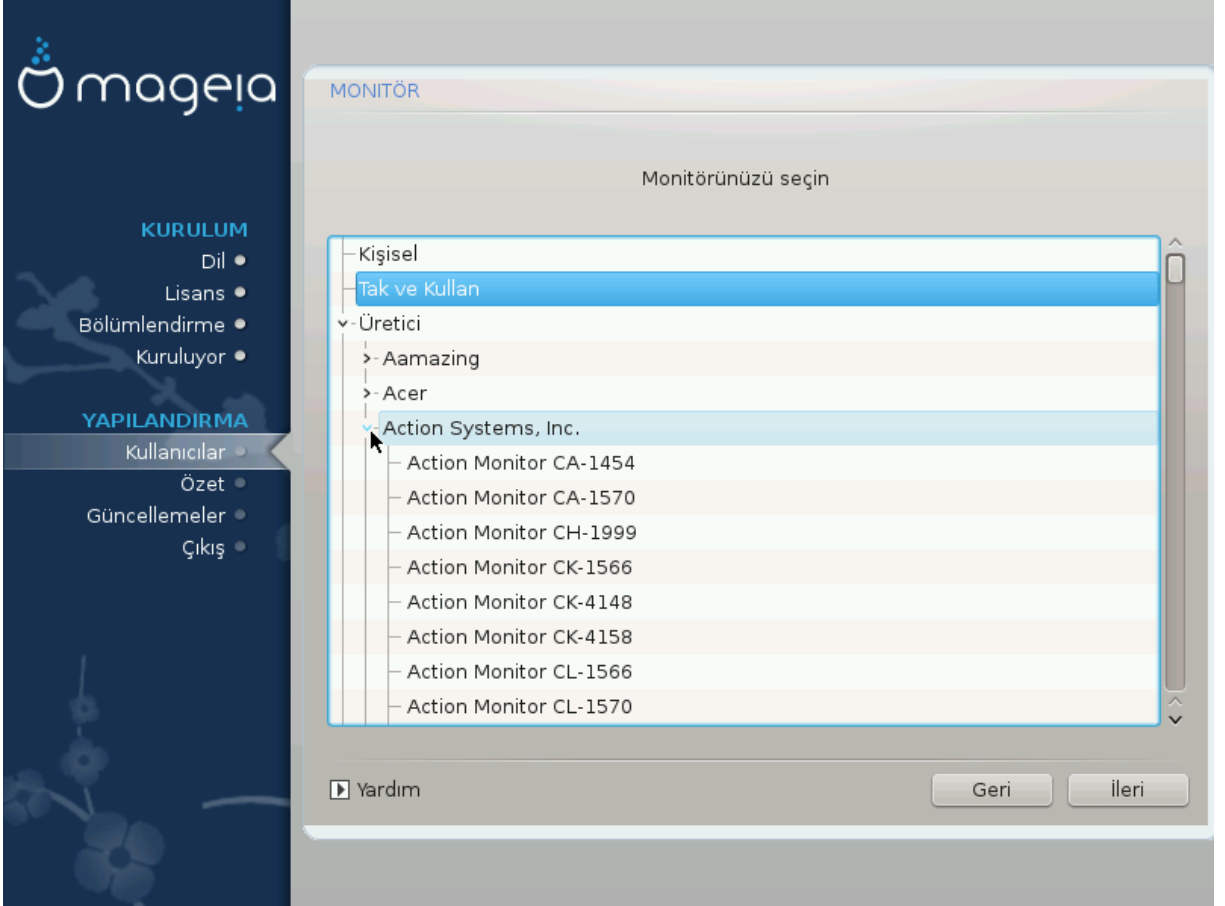 mageia
KURULUM
Dil
Lisans
Bölümlendirme
Kuruluyor
YAPILANDIRMA
Kullanıcılar
Özet
Güncellemeler
Çıkış
MONITÖR
Monitörünüzü seçin
Kişisel
Tak ve Kullan
Üretici
Aamazing
Acer
Action Systems, Inc.
Action Monitor CA-1454
Action Monitor CA-1570
Action Monitor CH-1999
Action Monitor CK-1566
Action Monitor CK-4148
Action Monitor CK-4158
Action Monitor CL-1566
Action Monitor CL-1570
Yardım
Geri
İleri